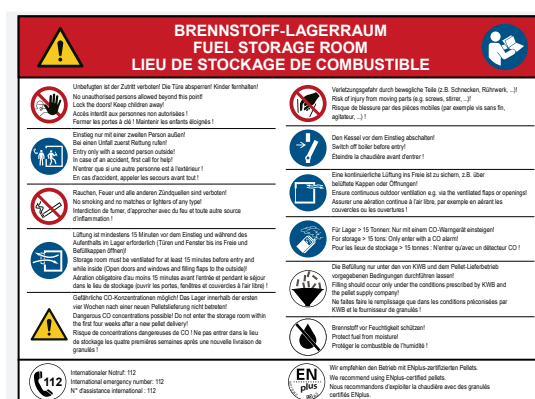 BRENNSTOFF-LAGERRAUM
FUEL STORAGE ROOM
LIEU DE STOCKAGE DE COMBUSTIBLE
Unbefugten ist der Zutritt verboten! Die Türe absperren! Kinder fernhalten!
No unauthorised persons allowed beyond this point!
Lock the doors! Keep children away!
Accès interdit aux personnes non autorisées !
Fermer les portes à clé ! Maintenir les enfants éloignés !
Einstieg nur mit einer zweiten Person außen!
Bei einen Unfall zuerst Rettung rufen!
Entry only with a second person outside!
In case of an accident, first call for help!
N'entrer que si une autre personne est à l'extérieur !
En cas d'accident, appeler les secours avant tout !
Rauchen, Feuer und alle anderen Zündquellen sind verboten!
No smoking and no matches or lighters of any type!
Interdiction de fumer, d'approcher avec du feu et toute autre source
d'inflammation !
Lüftung ist mindestens 15 Minuten vor dem Einstieg und während des
Aufenthalts im Lager erforderlich (Türen und Fenster bis ins Freie und
Befüllkappen öffnen)!
Storage room must be ventilated for at least 15 minutes before entry and
while inside (Open doors and windows and filling flaps to the outside)!
Aération obligatoire d'au moins 15 minutes avant l'entrée et pendant le séjour
dans le lieu de stockage (ouvrir les portes, fenêtres et couvercles à l'air libre) !
Gefährliche CO-Konzentrationen möglich! Das Lager innerhalb der ersten
vier Wochen nach einer neuen Pelletslieferung nicht betreten!
Dangerous CO concentrations possible! Do not enter the storage room within
the first four weeks after a new pellet delivery!
Risque de concentrations dangereuses de CO ! Ne pas entrer dans le lieu
de stockage les quatre premières semaines après une nouvelle livraison de
granulés !
112
Internationaler Notruf: 112
International emergency number: 112
N° d'assistance international : 112
Verletzungsgefahr durch bewegliche Teile (z.B. Schnecken, Rührwerk, ...)!
Risk of injury from moving parts (e.g. screws, stirrer, ...)!
Risque de blessure par des pièces mobiles (par exemple vis sans fin,
agitateur, ...) !
Den Kessel vor dem Einstieg abschalten!
Switch off boiler before entry!
Éteindre la chaudière avant d'entrer !
Eine kontinuierliche Lüftung ins Freie ist zu sichern, z.B. über
belüftete Kappen oder Öffnungen!
Ensure continuous outdoor ventilation e.g. via the ventilated flaps or openings!
Assurer une aération continue à l'air libre, par exemple en aérant les
couvercles ou les ouvertures !
Für Lager > 15 Tonnen: Nur mit einem CO-Warngerät einsteigen!
For storage > 15 tons: Only enter with a CO alarm!
Pour les lieux de stockage > 15 tonnes : N'entrer qu'avec un détecteur CO !
Die Befüllung nur unter den von KWB und dem Pellet-Lieferbetrieb
vorgegebenen Bedingungen durchführen lassen!
Filling should occur only under the conditions prescribed by KWB and
the pellet supply company!
Ne faites faire le remplissage que dans les conditions préconisées par
KWB et le fournisseur de granulés !
Brennstoff vor Feuchtigkeit schützen!
Protect fuel from moisture!
Protéger le combustible de l'humidité !
EN
plus
Wir empfehlen den Betrieb mit ENplus-zertifizierten Pellets.
We recommend using ENplus-certified pellets.
Nous recommandons d'exploiter la chaudière avec des granulés
certifiés ENplus.